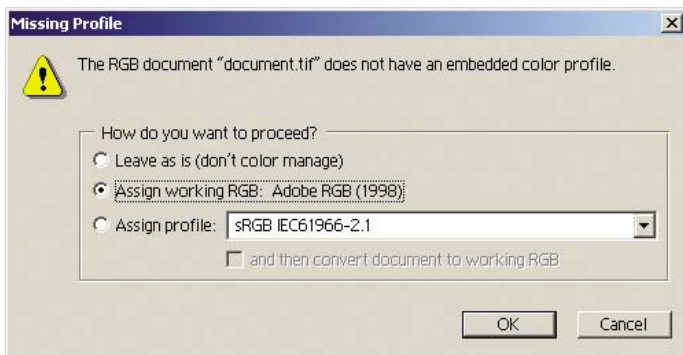 Missing Profile
The RGB document “document.tif” does not have an embedded color profile.
How do you want to proceed?
Leave as is (don't color manage)
Assign working RGB: Adobe RGB (1998)
Assign profile: sRGB IEC61966-2.1
and then convert document to working RGB
OK Cancel